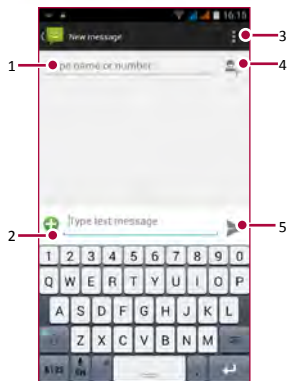 16:15
New message
3
1
pe name or number
4
Type text message
2
5
1 2 3 4 5 6 7 8 9 0
Q W E R T Y U I O P
A S D F G H J K L
Z X C V B N M
EN